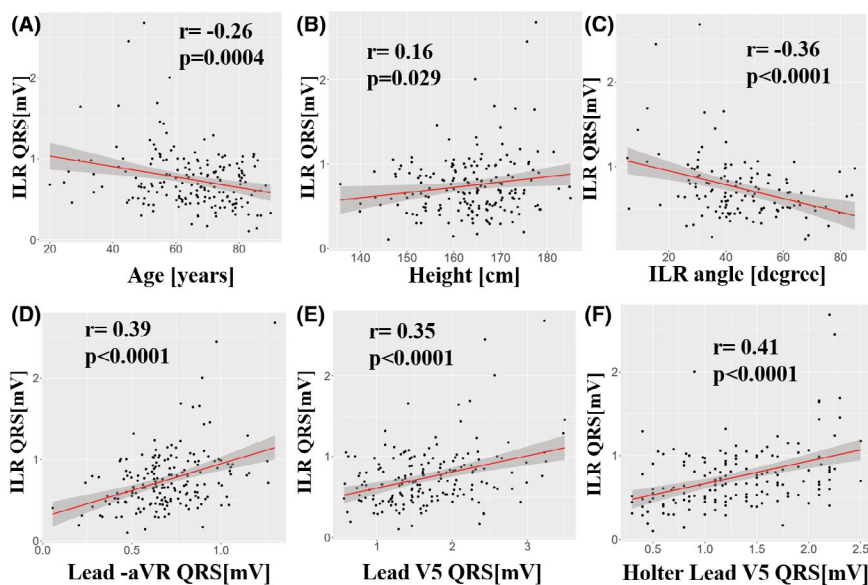 (A)
r= -0.26
p=0.0004
ILR QRS[mV]
2
1
0
20 40 60 80
Age [years]
(B)
r= 0.16
p=0.029
ILR QRS[mV]
2
1
0
140 150 160 170 180
Height [cm]
(C)
r= -0.36
p<0.0001
ILR QRS[mV]
2
1
0
20 40 60 80
ILR angle [degree]
(D)
r= 0.39
p<0.0001
ILR QRS[mV]
2
1
0
0.0 0.5 1.0
Lead -aVR QRS[mV]
(E)
r= 0.35
p<0.0001
ILR QRS[mV]
2
1
0
1 2 3
Lead V5 QRS[mV]
(F)
r= 0.41
p<0.0001
ILR QRS[mV]
2
1
0
0.5 1.0 1.5 2.0 2.5
Holter Lead V5 QRS[mV]